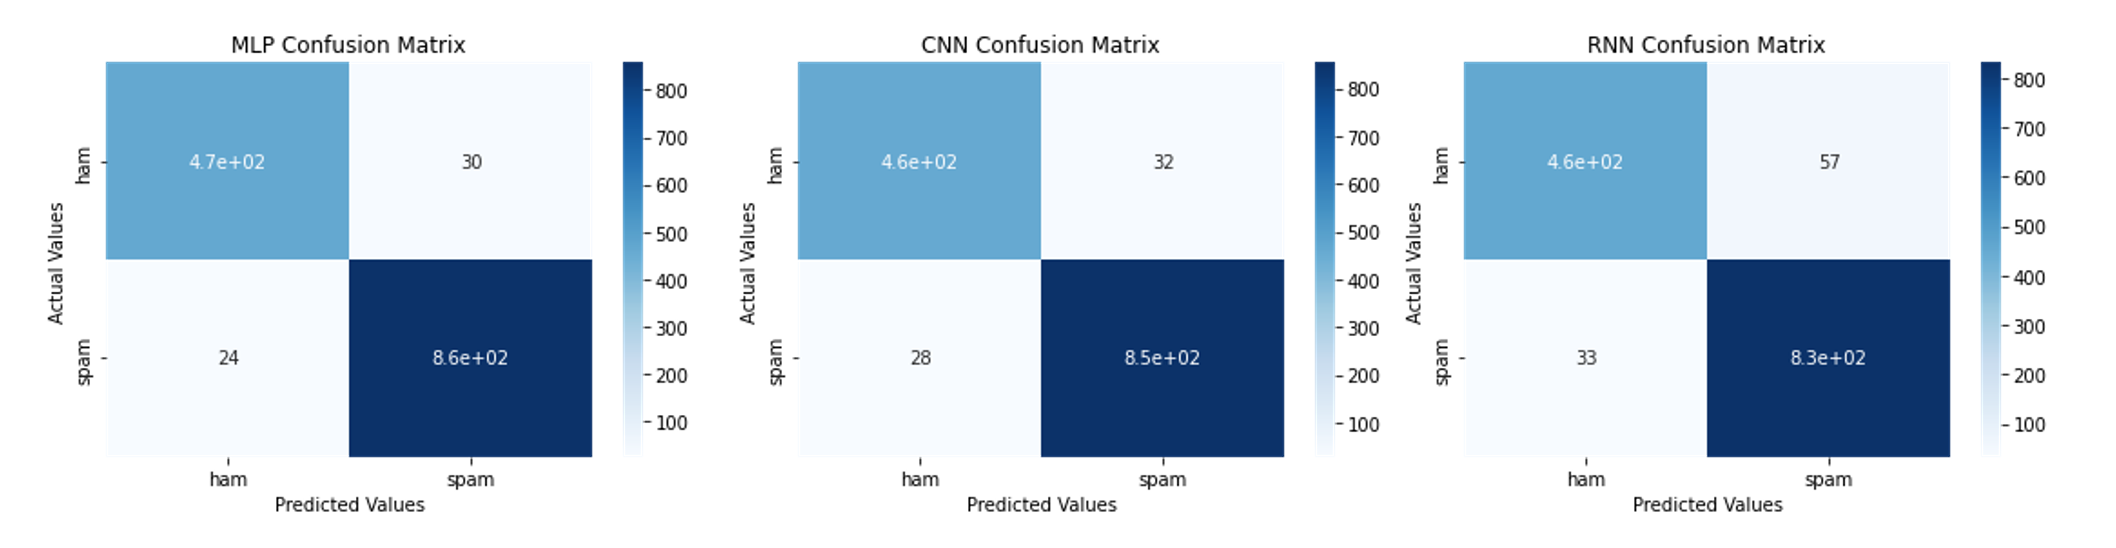 MLP Confusion Matrix
ham
spam
Actual Values
4.7e+02
30
24
8.6e+02
ham
spam
Predicted Values
800
700
600
500
400
300
200
100
CNN Confusion Matrix
ham
spam
Actual Values
4.6e+02
32
28
8.5e+02
ham
spam
Predicted Values
800
700
600
500
400
300
200
100
RNN Confusion Matrix
ham
spam
Actual Values
4.6e+02
57
33
8.3e+02
ham
spam
Predicted Values
800
700
600
500
400
300
200
100